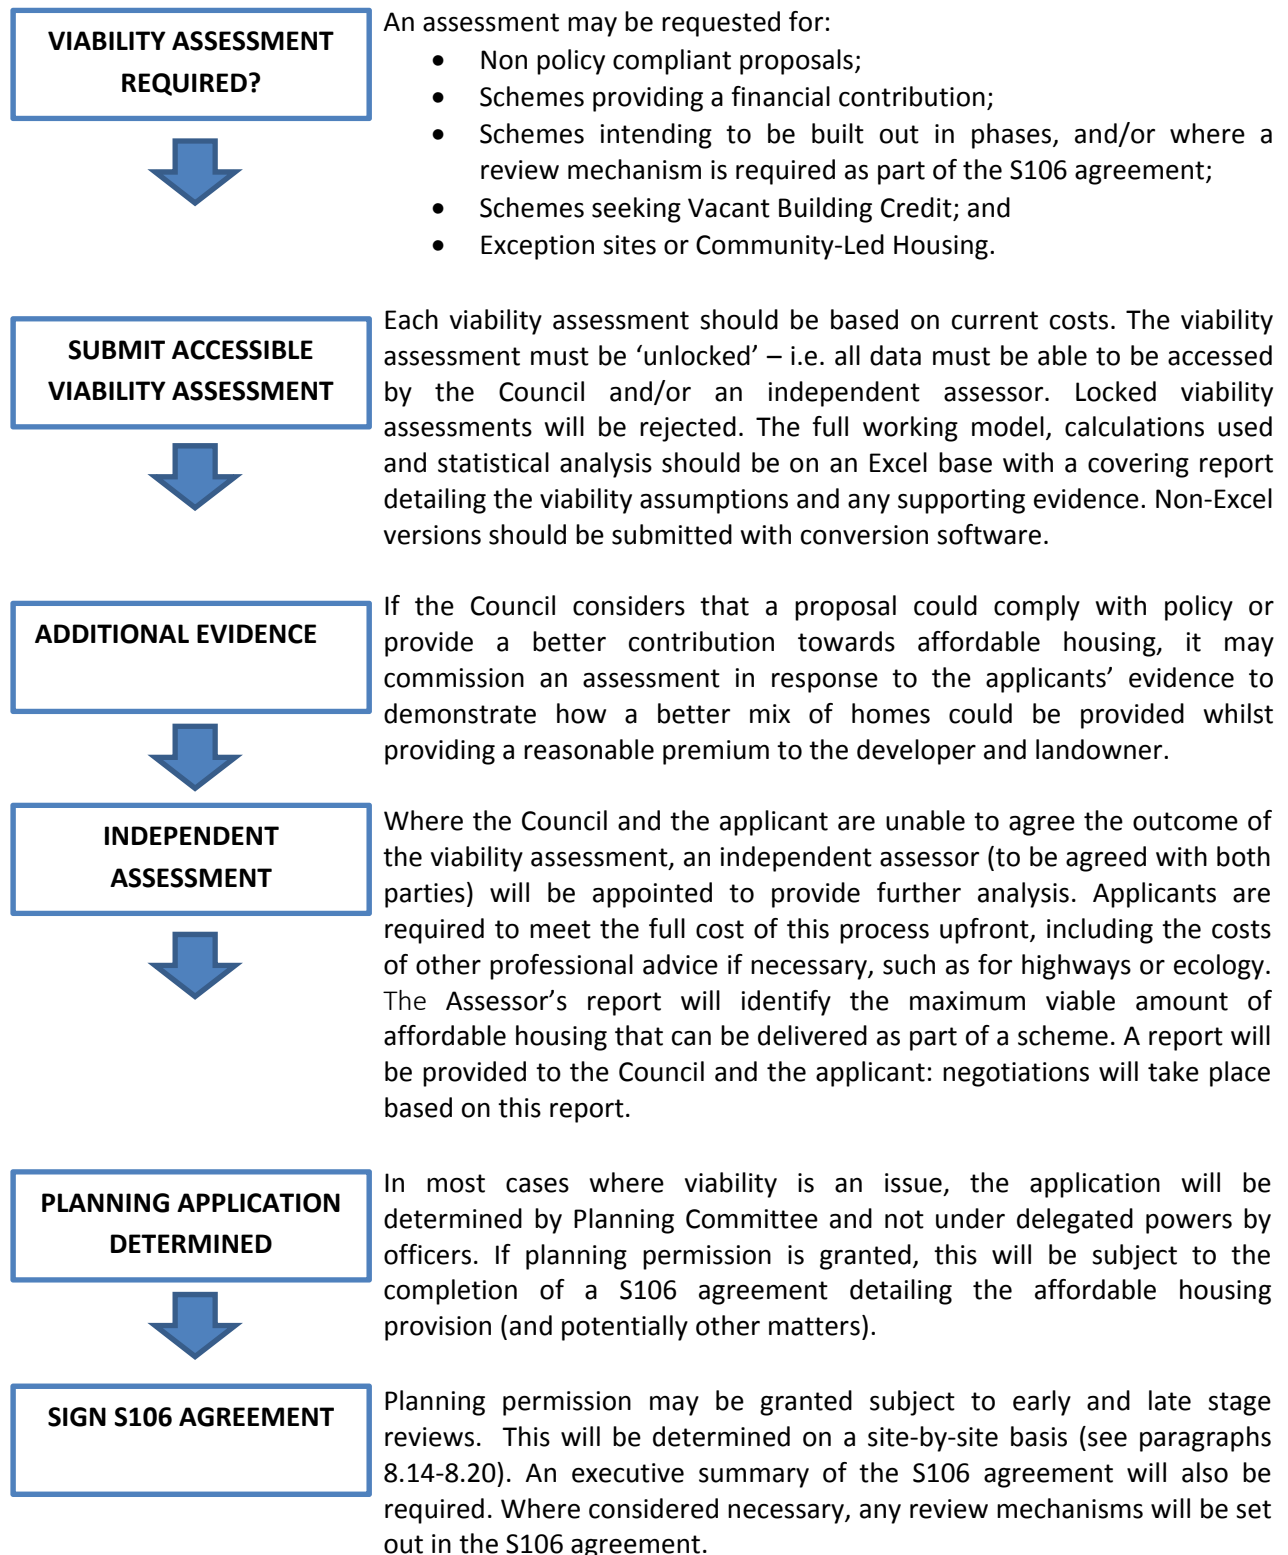 VIABILITY ASSESSMENT
REQUIRED?
An assessment may be requested for:
• Non policy compliant proposals;
• Schemes providing a financial contribution;
• Schemes intending to be built out in phases, and/or where a
review mechanism is required as part of the S106 agreement;
• Schemes seeking Vacant Building Credit; and
• Exception sites or Community-Led Housing.
SUBMIT ACCESSIBLE
VIABILITY ASSESSMENT
Each viability assessment should be based on current costs. The viability
assessment must be ‘unlocked’ – i.e. all data must be able to be accessed
by the Council and/or an independent assessor. Locked viability
assessments will be rejected. The full working model, calculations used
and statistical analysis should be on an Excel base with a covering report
detailing the viability assumptions and any supporting evidence. Non-Excel
versions should be submitted with conversion software.
ADDITIONAL EVIDENCE
If the Council considers that a proposal could comply with policy or
provide a better contribution towards affordable housing, it may
commission an assessment in response to the applicants’ evidence to
demonstrate how a better mix of homes could be provided whilst
providing a reasonable premium to the developer and landowner.
INDEPENDENT
ASSESSMENT
Where the Council and the applicant are unable to agree the outcome of
the viability assessment, an independent assessor (to be agreed with both
parties) will be appointed to provide further analysis. Applicants are
required to meet the full cost of this process upfront, including the costs
of other professional advice if necessary, such as for highways or ecology.
The Assessor’s report will identify the maximum viable amount of
affordable housing that can be delivered as part of a scheme. A report will
be provided to the Council and the applicant: negotiations will take place
based on this report.
PLANNING APPLICATION
DETERMINED
In most cases where viability is an issue, the application will be
determined by Planning Committee and not under delegated powers by
officers. If planning permission is granted, this will be subject to the
completion of a S106 agreement detailing the affordable housing
provision (and potentially other matters).
SIGN S106 AGREEMENT
Planning permission may be granted subject to early and late stage
reviews. This will be determined on a site-by-site basis (see paragraphs
8.14-8.20). An executive summary of the S106 agreement will also be
required. Where considered necessary, any review mechanisms will be set
out in the S106 agreement.